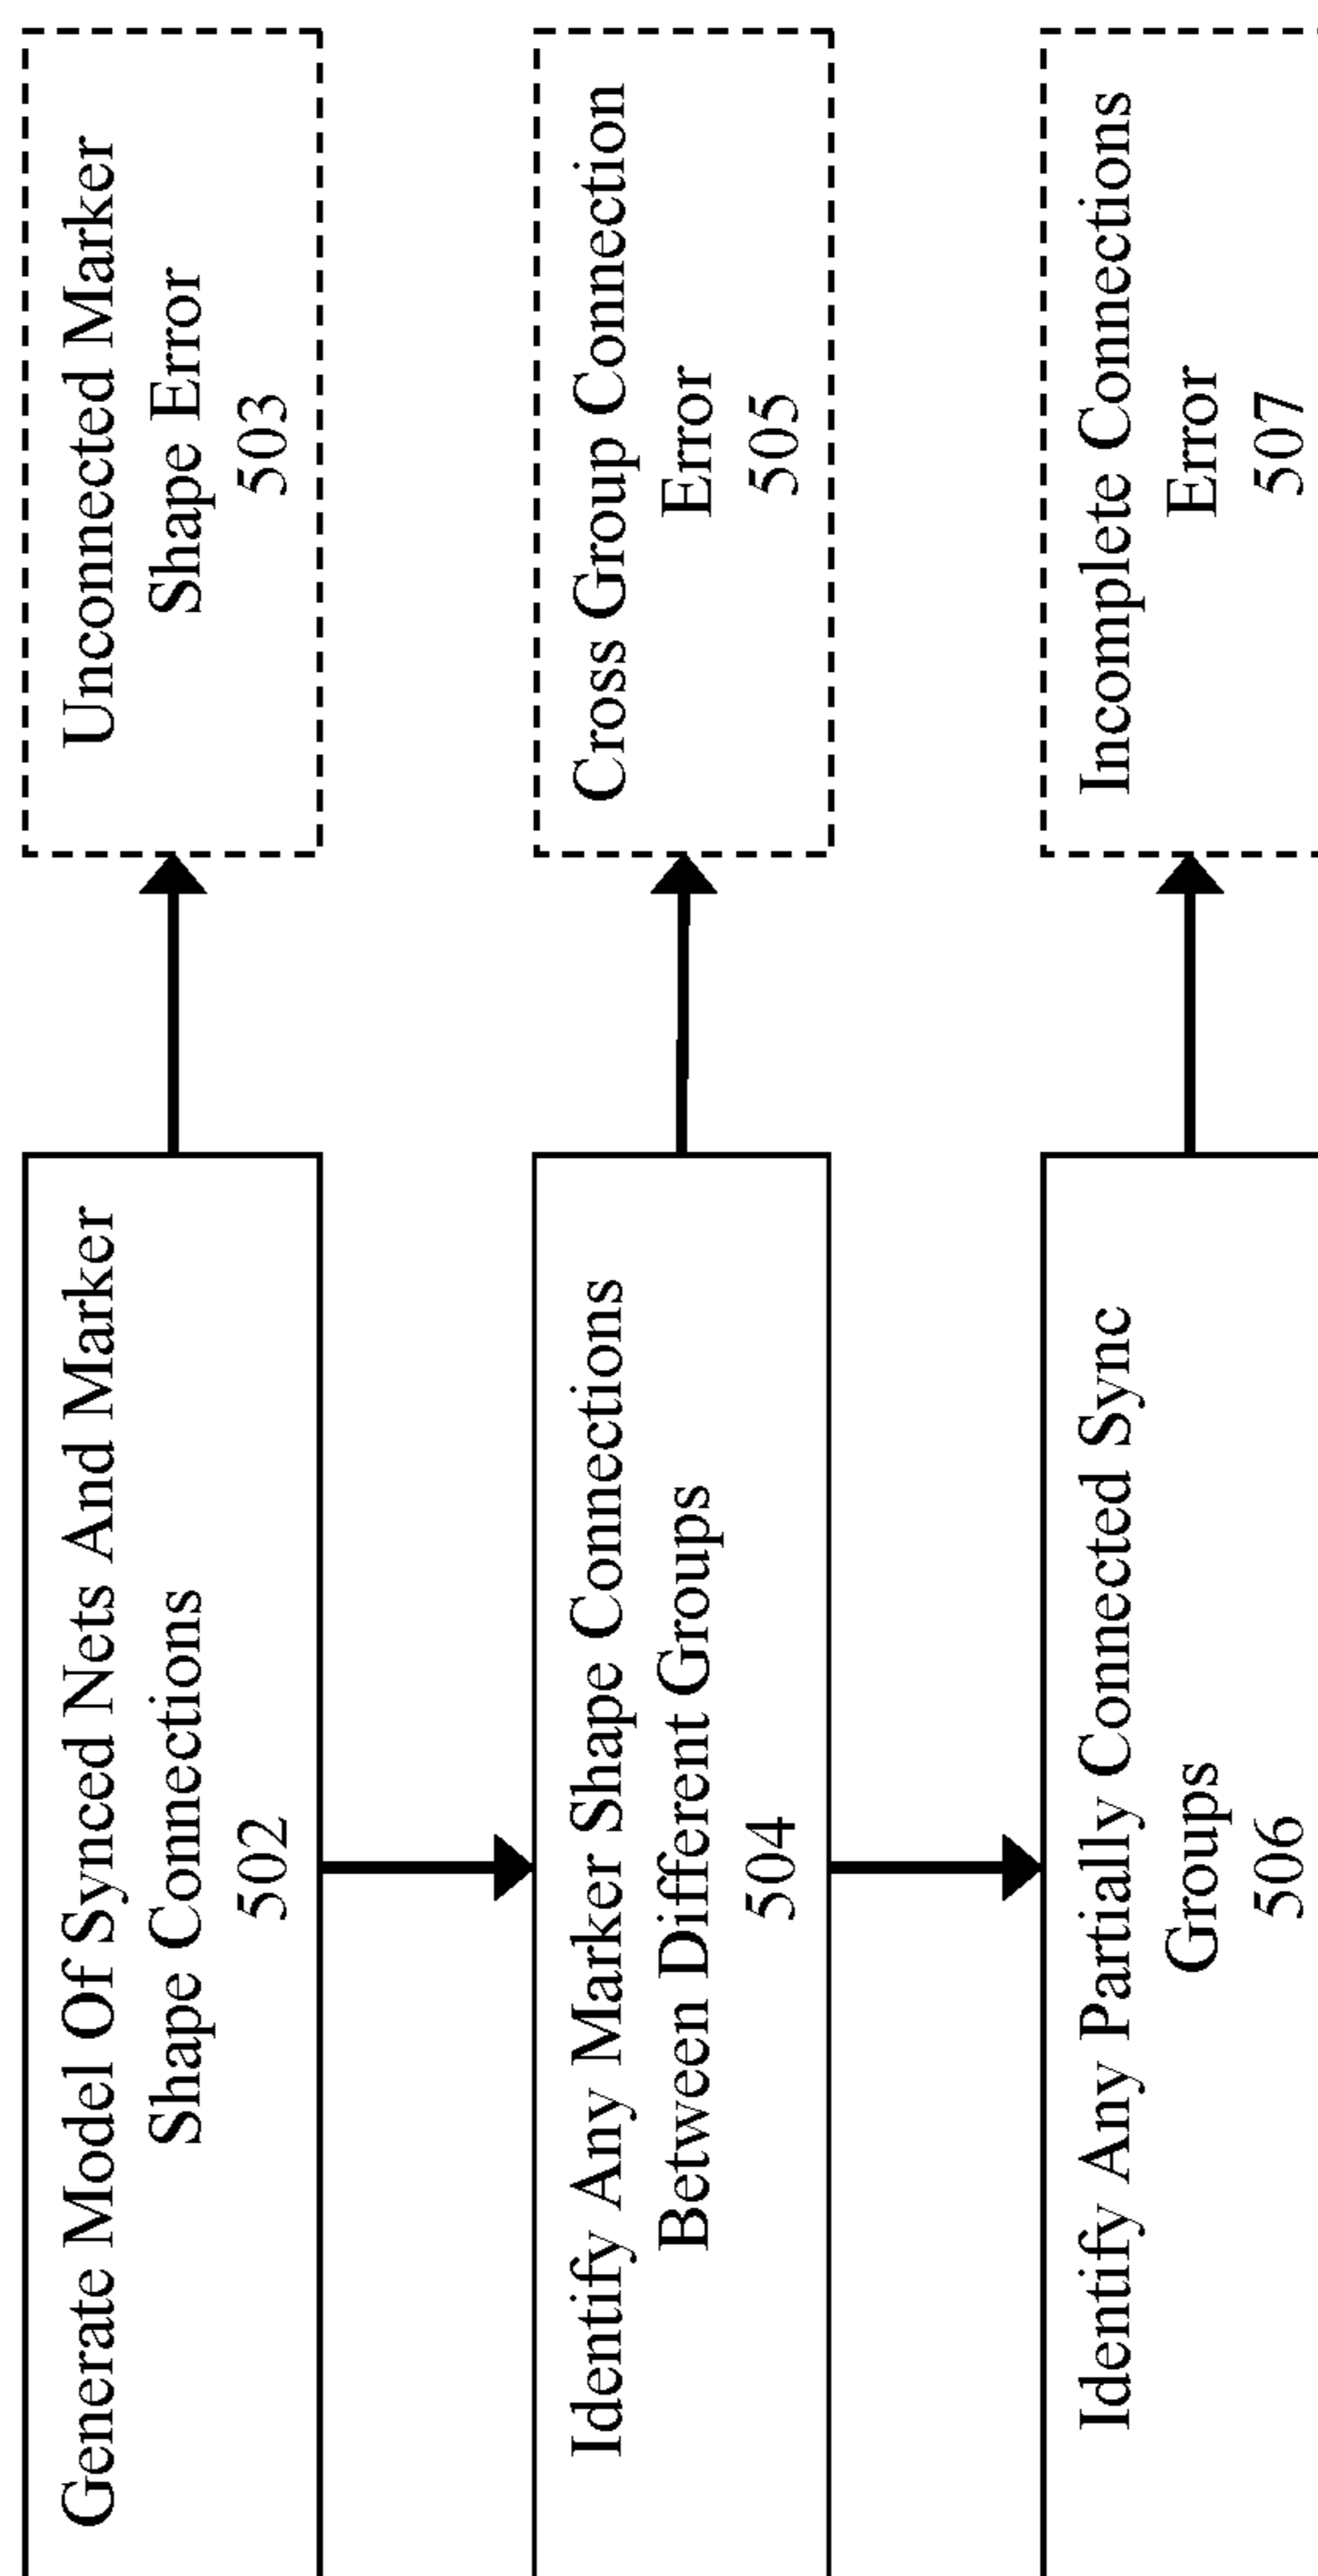 Generate Model Of Synced Nets And Marker
Shape Connections
502
Unconnected Marker
Shape Error
503
Identify Any Marker Shape Connections
Between Different Groups
504
Cross Group Connection
Error
505
Identify Any Partially Connected Sync
Groups
506
Incomplete Connections
Error
507